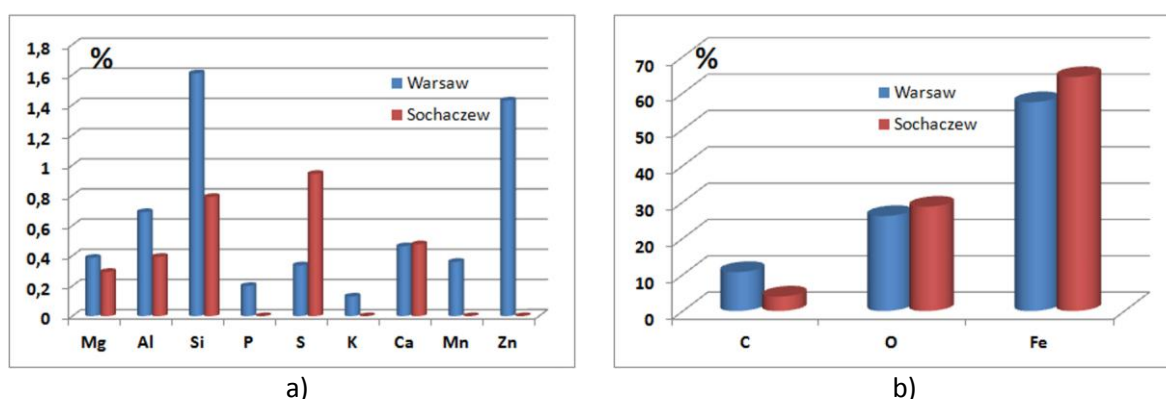 %
1,8
1,6
1,4
1,2
1
0,8
0,6
0,4
0,2
0
Warsaw
Sochaczew
Mg Al Si P S K Ca Mn Zn
a)
%
70
60
50
40
30
20
10
0
Warsaw
Sochaczew
C O Fe
b)